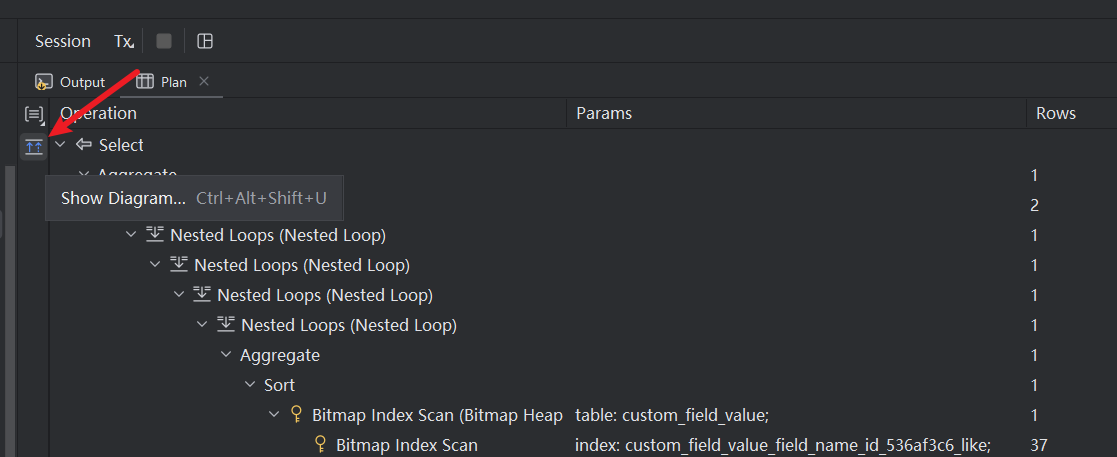 Session Tx
Output Plan
Operation Params Rows
Select
Aggregate 1
Show Diagram... Ctrl+Alt+Shift+U 2
Nested Loops (Nested Loop) 1
Nested Loops (Nested Loop) 1
Nested Loops (Nested Loop) 1
Nested Loops (Nested Loop) 1
Aggregate 1
Sort 1
Bitmap Index Scan (Bitmap Heap table: custom_field_value; 1
Bitmap Index Scan index: custom_field_value_field_name_id_536af3c6_like; 37